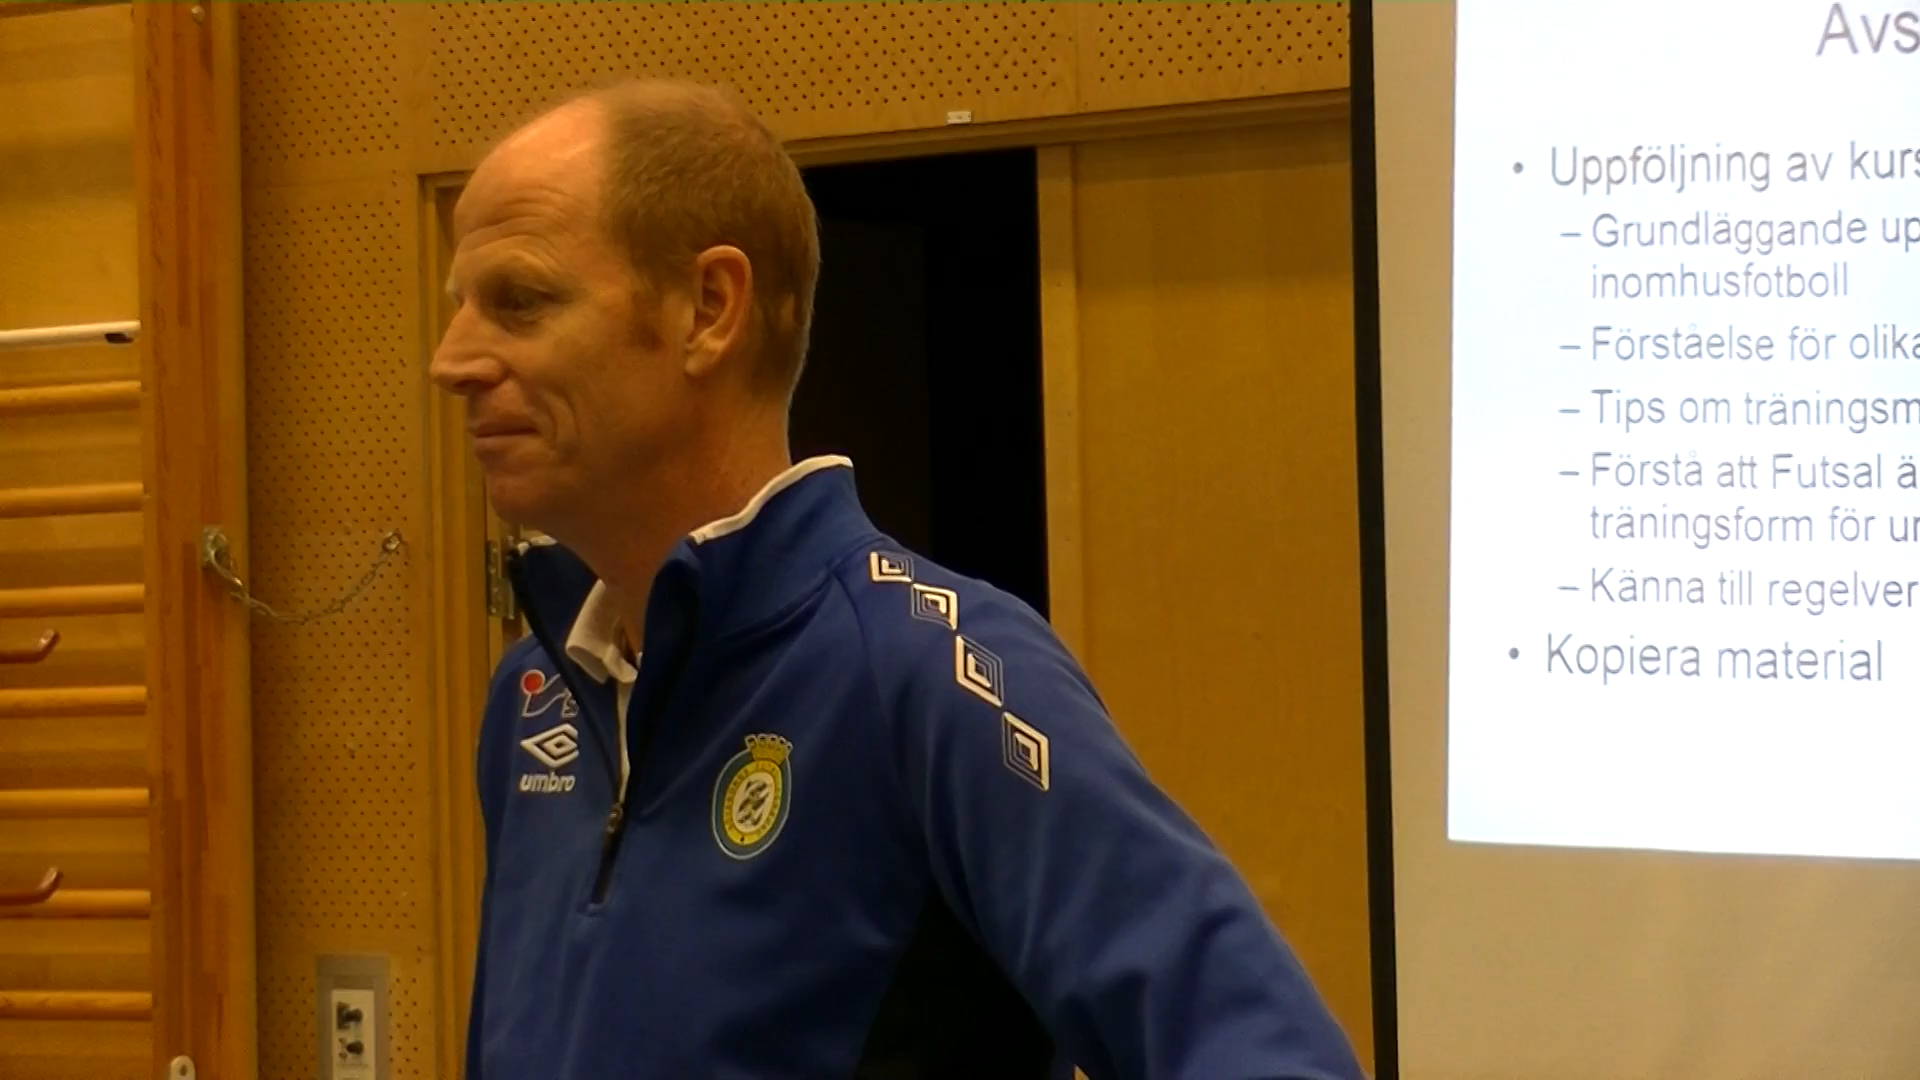 Avs
• Uppföljning av kurs
– Grundläggande up
inomhusfotboll
– Förståelse för olika
– Tips om träningsm
– Förstå att Futsal ä
träningsform för un
– Känna till regelver
• Kopiera material
umbro